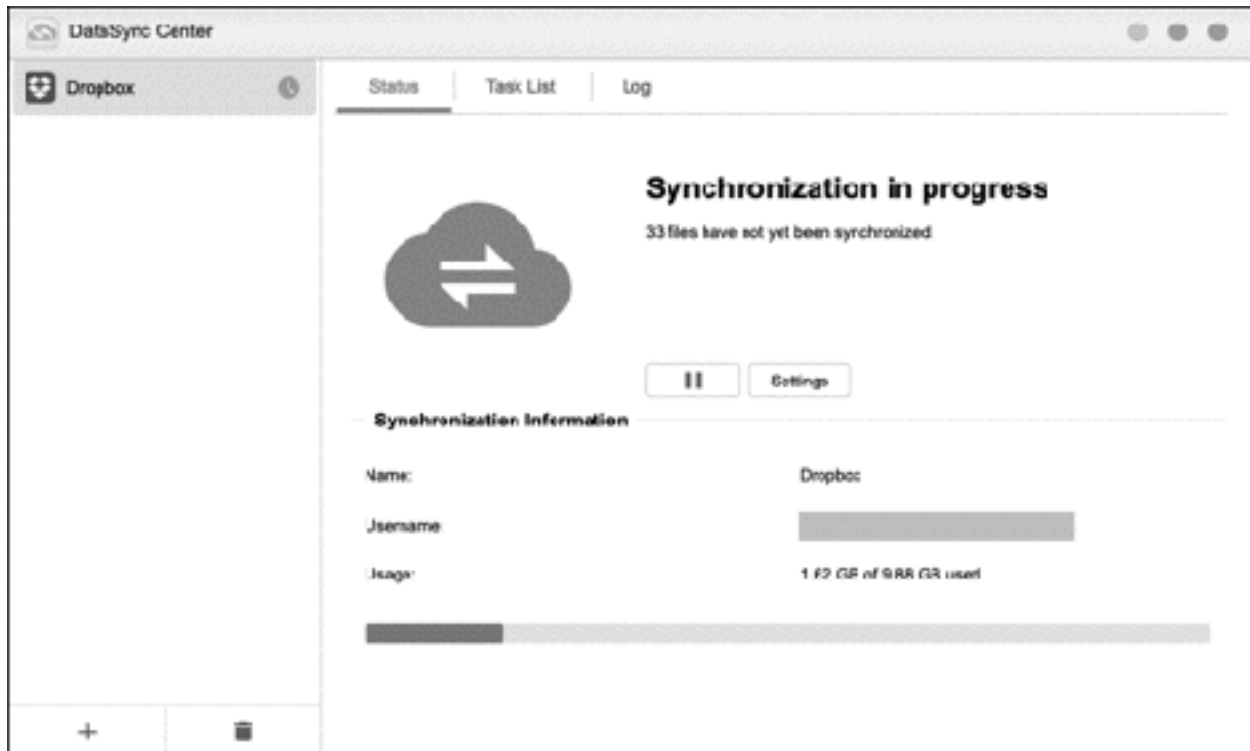 DataSync Center
Dropbox
Status
Task List
Log
Synchronization in progress
33 files have not yet been synchronized
Settings
Synchronization Information
Name:
Dropbox
Username
Usage:
1.62 GB of 9.88 GB used